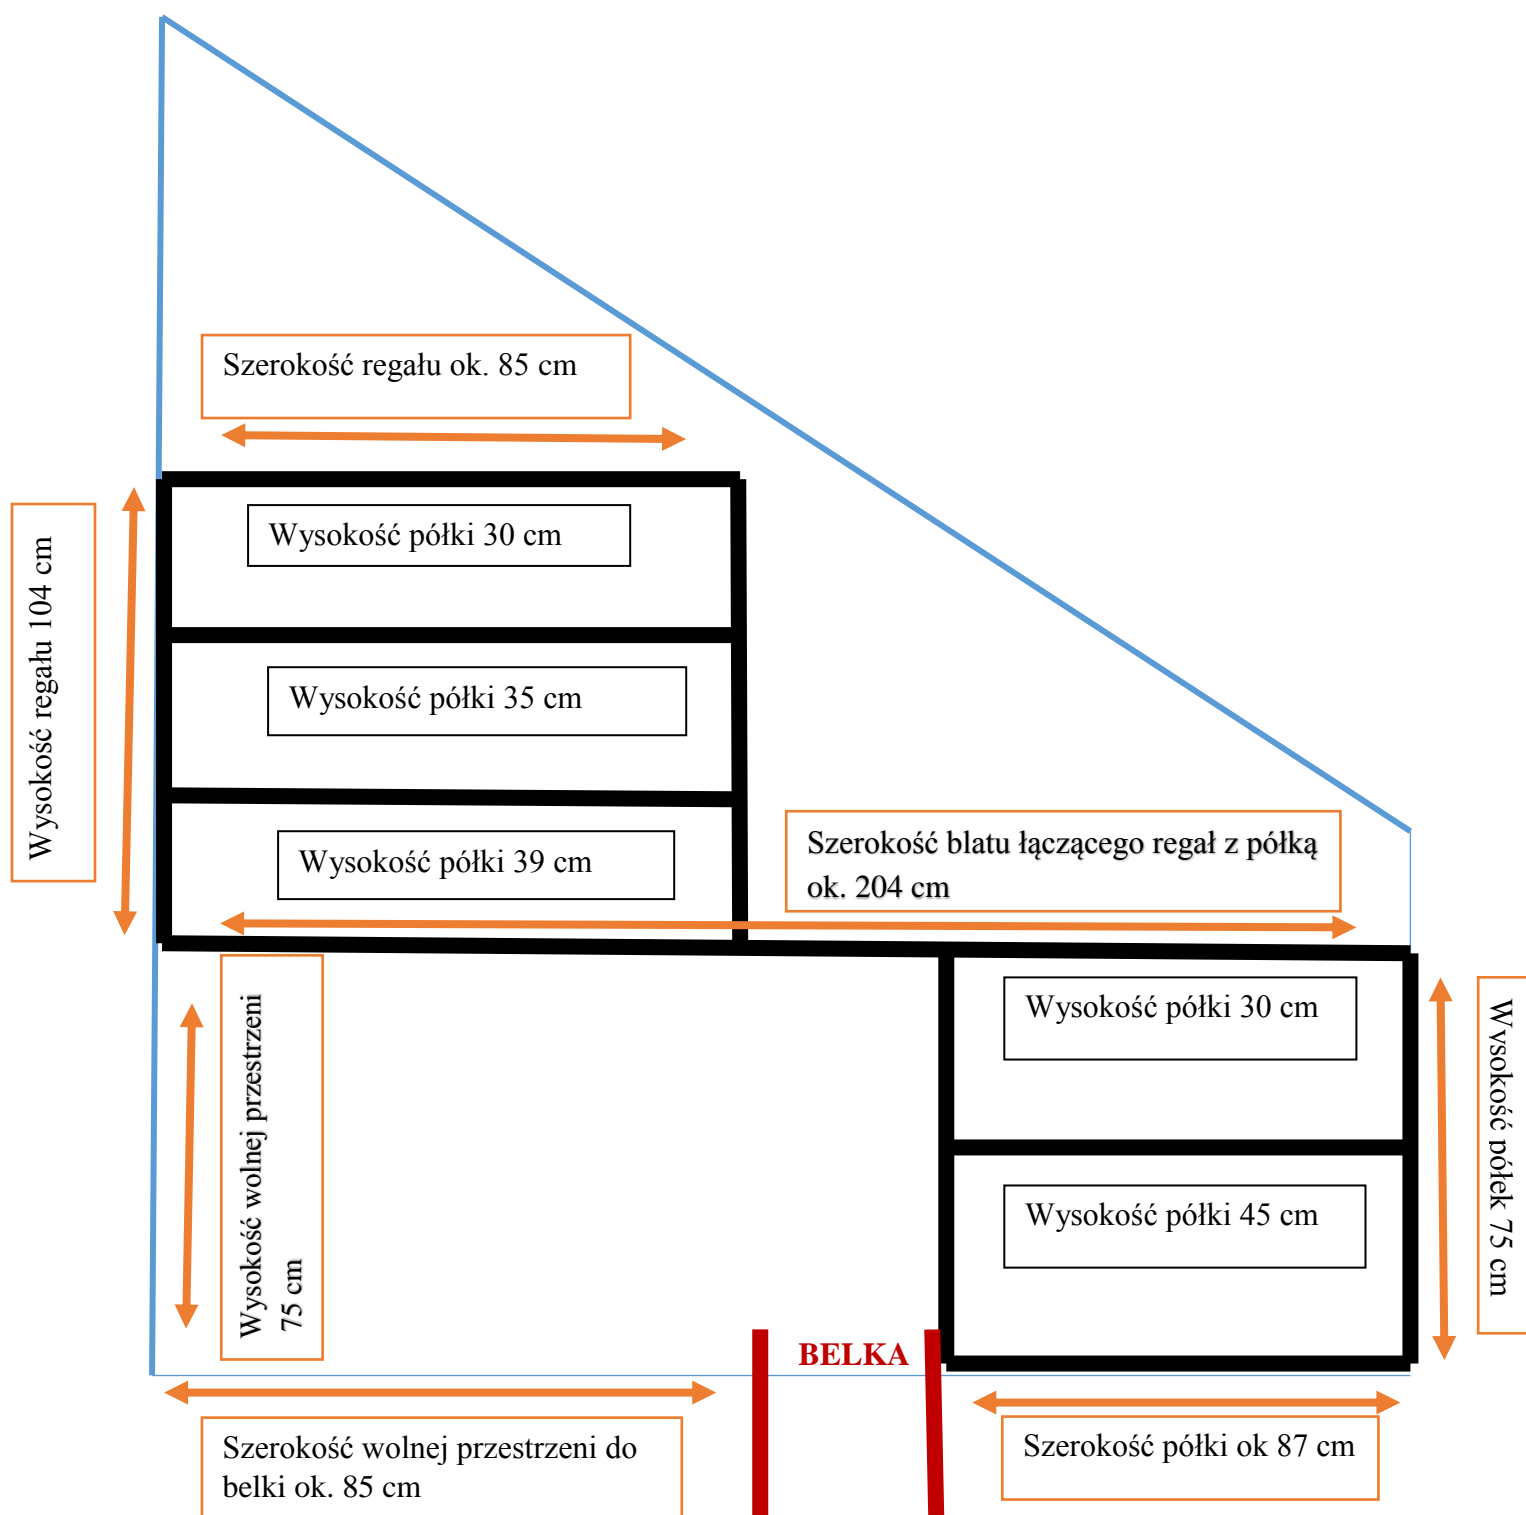 Szerokość regału ok. 85 cm
Wysokość regału 104 cm
Wysokość półki 30 cm
Wysokość półki 35 cm
Wysokość półki 39 cm
Szerokość blatu łączącego regał z półką
ok. 204 cm
Wysokość wolnej przestrzeni
75 cm
Wysokość półki 30 cm
Wysokość półek 75 cm
Wysokość półki 45 cm
BELKA
Szerokość wolnej przestrzeni do
belki ok. 85 cm
Szerokość półki ok 87 cm